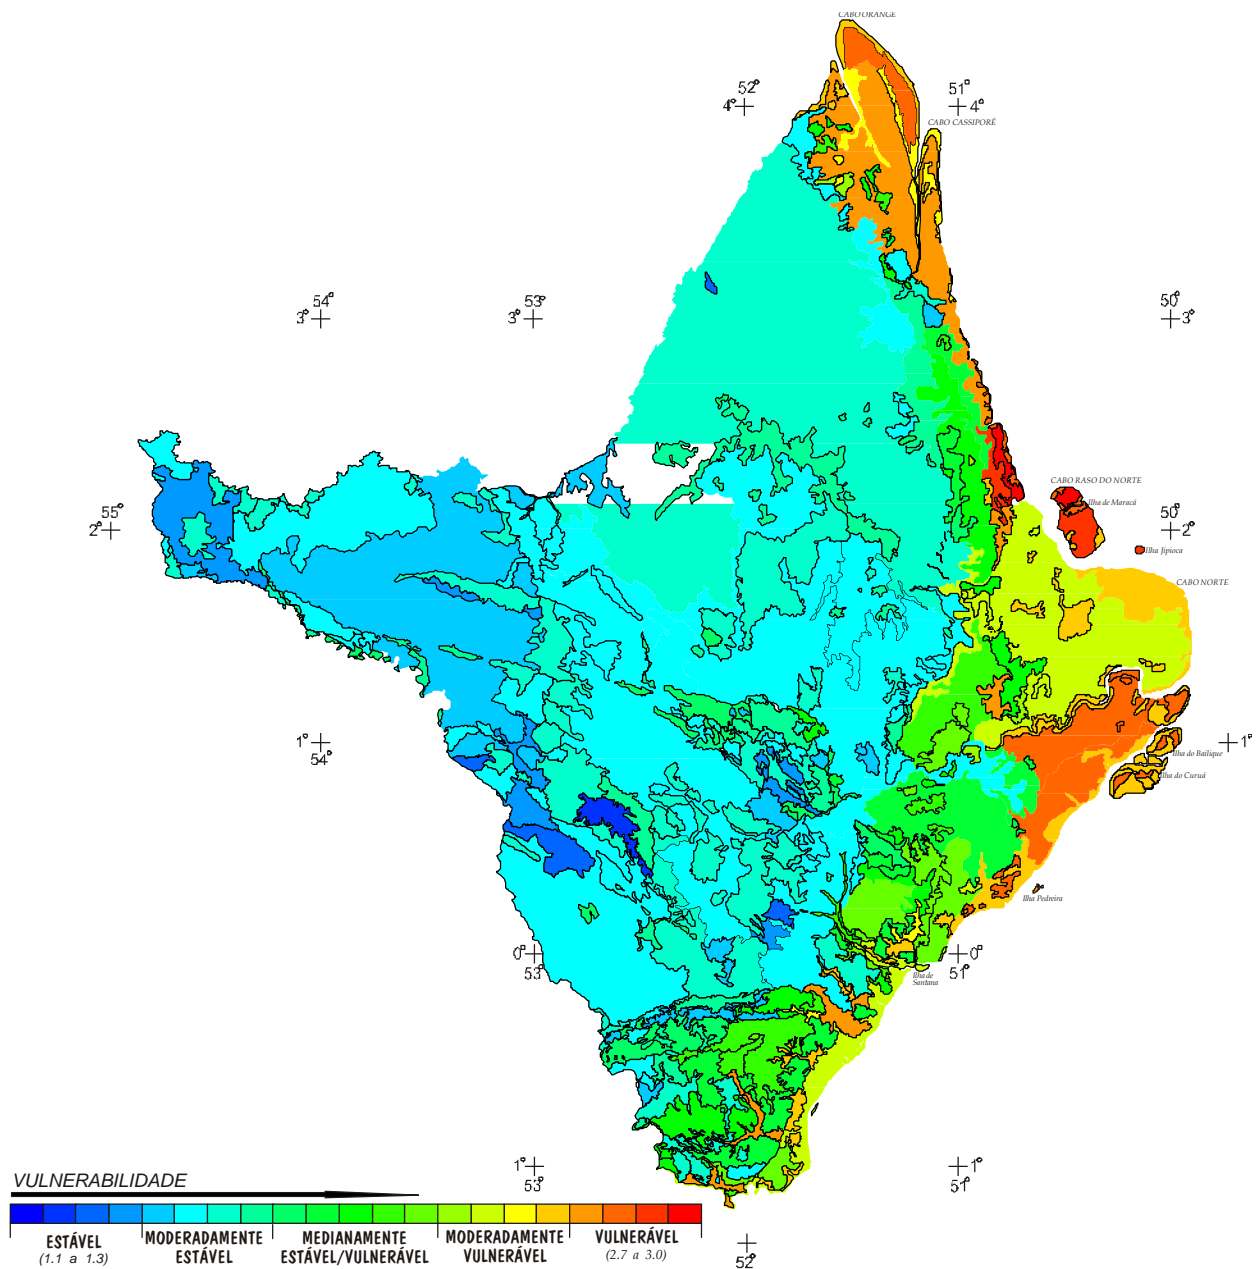 CABO ORANGE
52°
4°
51°
4°
CABO CASSIPORÉ
54°
3°
53°
3°
50°
3°
CABO RASO DO NORTE
Ilha de Maracá
55°
2°
50°
2°
Ilha Jipioca
CABO NORTE
1°
54°
1°
Ilha do Bailique
Ilha do Curuá
Ilha Pedreira
0°
53°
0°
51°
Ilha de
Santana
1°
53°
1°
51°
VULNERABILIDADE
ESTÁVEL
(1.1 a 1.3)
MODERADAMENTE
ESTÁVEL
MEDIANAMENTE
ESTÁVEL/VULNERÁVEL
MODERADAMENTE
VULNERÁVEL
VULNERÁVEL
(2.7 a 3.0)
52°